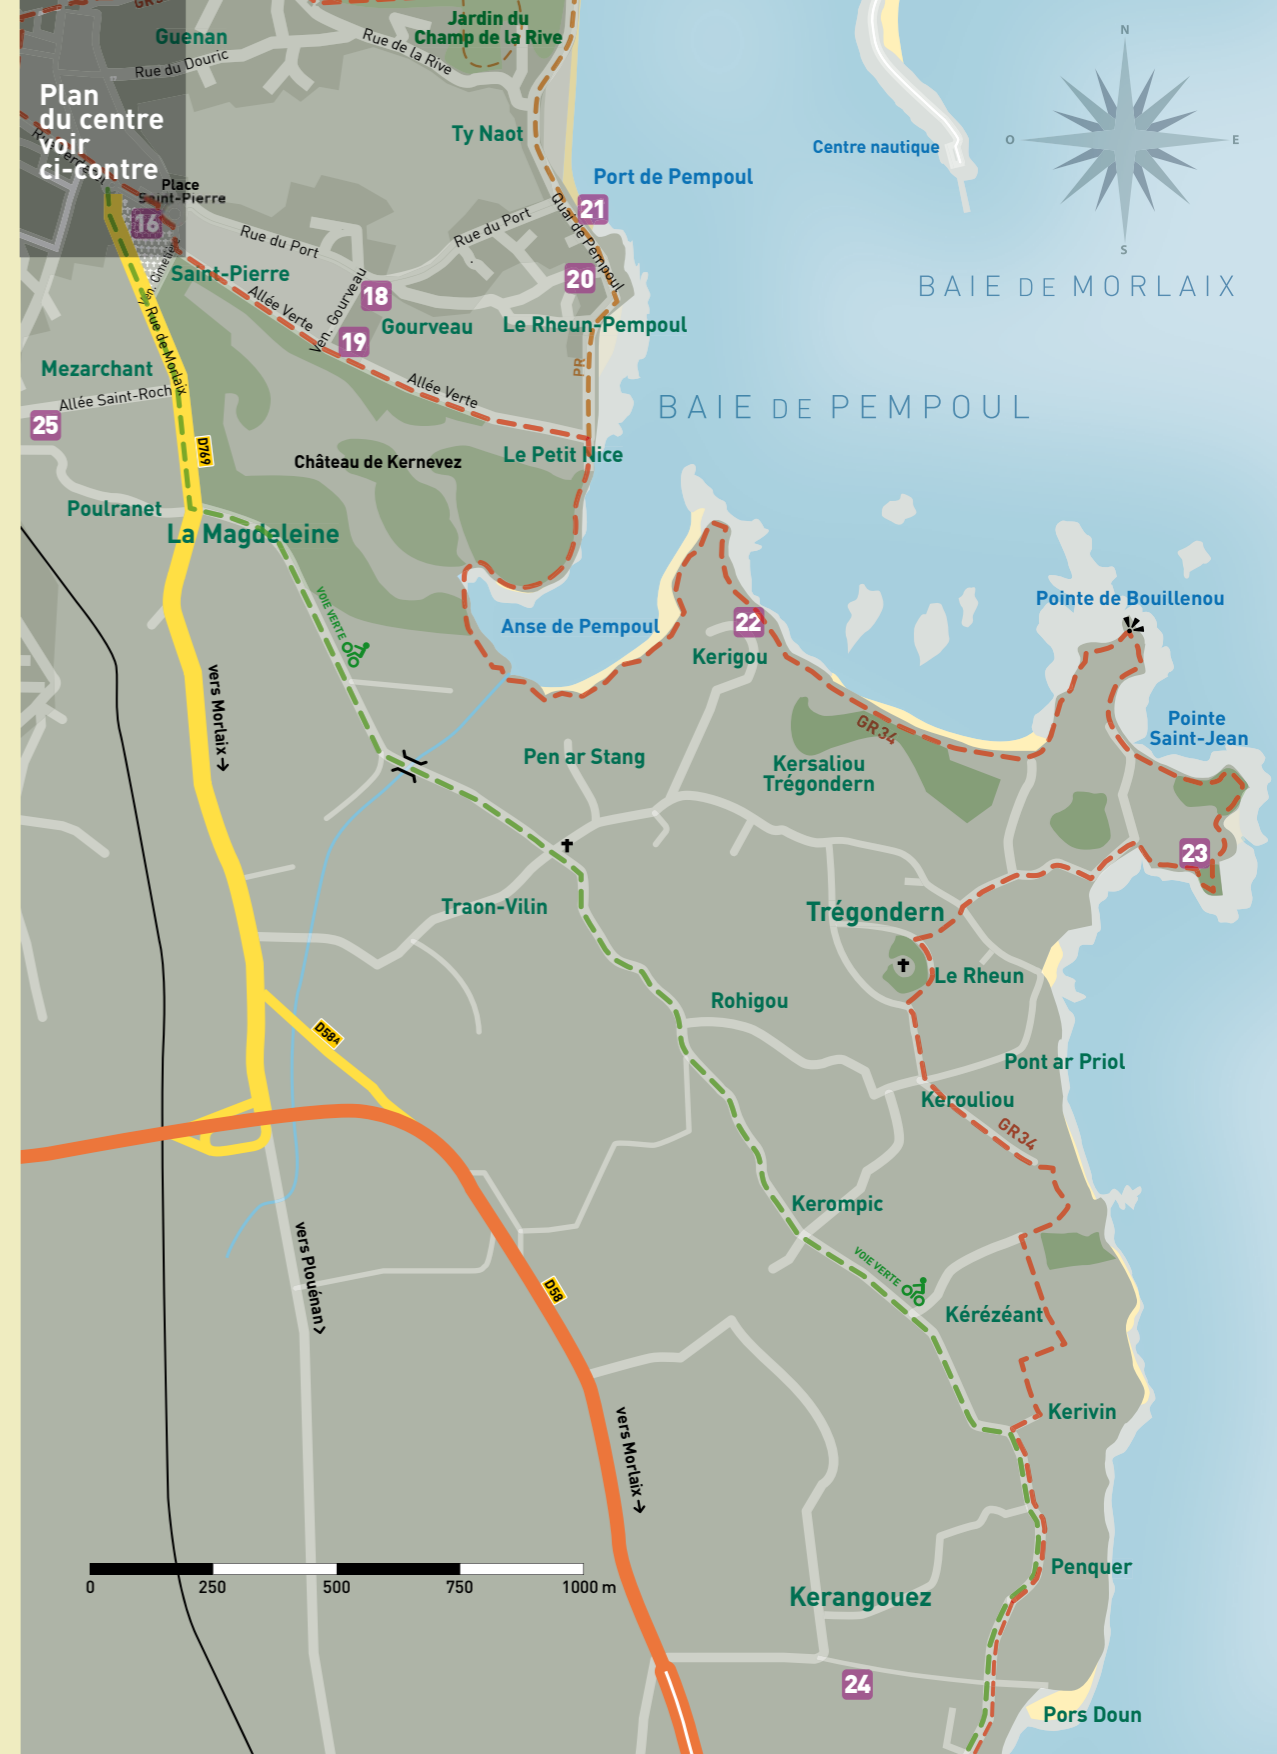 GR34
Jardin du
Champ de la Rive
Guenan
Rue du Douric
Rue de la Rive
Plan
du centre
voir
ci-contre
Ty Naot
Centre nautique
N
O
E
S
Port de Pempoul
Place
Saint-Pierre
16
21
Quai de Pempoul
Rue du Port
Rue du Port
Saint-Pierre
Ven. Cimetière
20
18
BAIE DE MORLAIX
Allée Verte
Ven. Gourveau
Gourveau
Le Rheun-Pempoul
19
Rue de Morlaix
Mezarchant
PR
Allée Saint-Roch
Allée Verte
BAIE DE PEMPOUL
25
D769
Château de Kernevez
Le Petit Nice
Poulranet
La Magdeleine
VOIE VERTE
Anse de Pempoul
22
Kerigou
Pointe de Bouillenou
vers Morlaix
GR34
Pointe
Saint-Jean
Pen ar Stang
Kersaliou
Trégondern
23
Traon-Vilin
Trégondern
Le Rheun
Rohigou
D58A
Pont ar Priol
Kerouliou
GR34
Kerompic
vers Plouénan
VOIE VERTE
D58
Kérézéant
Kerivin
vers Morlaix
0
250
500
750
1000 m
Penquer
Kerangouez
24
Pors Doun